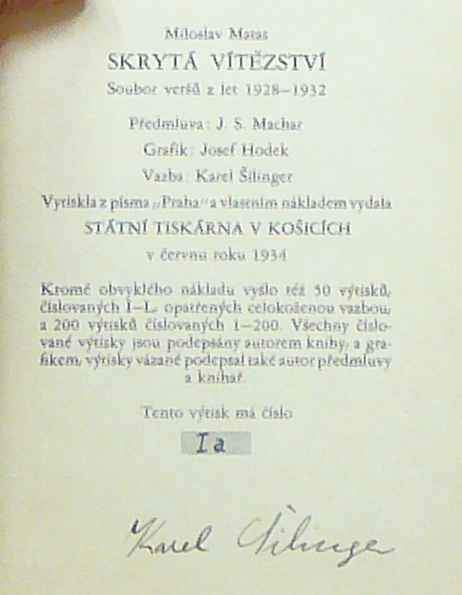 Miloslav Matas
SKRYTÁ VÍTĚZSTVÍ
Soubor veršů z let 1928–1932
Předmluva: J. S. Machar
Grafik: Josef Hodek
Vazba: Karel Šilinger
Vytiskla z písma „Praha“ a vlastním nákladem vydala
STÁTNÍ TISKÁRNA V KOŠICÍCH
v červnu roku 1934
Kromě obvyklého nákladu vyšlo též 50 výtisků,
číslovaných I–L, opatřených celokoženou vazbou,
a 200 výtisků číslovaných 1–200. Všechny číslo-
vané výtisky jsou podepsány autorem knihy, a gra-
fikem, výtisky vázané podepsal také autor předmluvy
a knihař.
Tento výtisk má číslo
Ia
Karel Šilinger